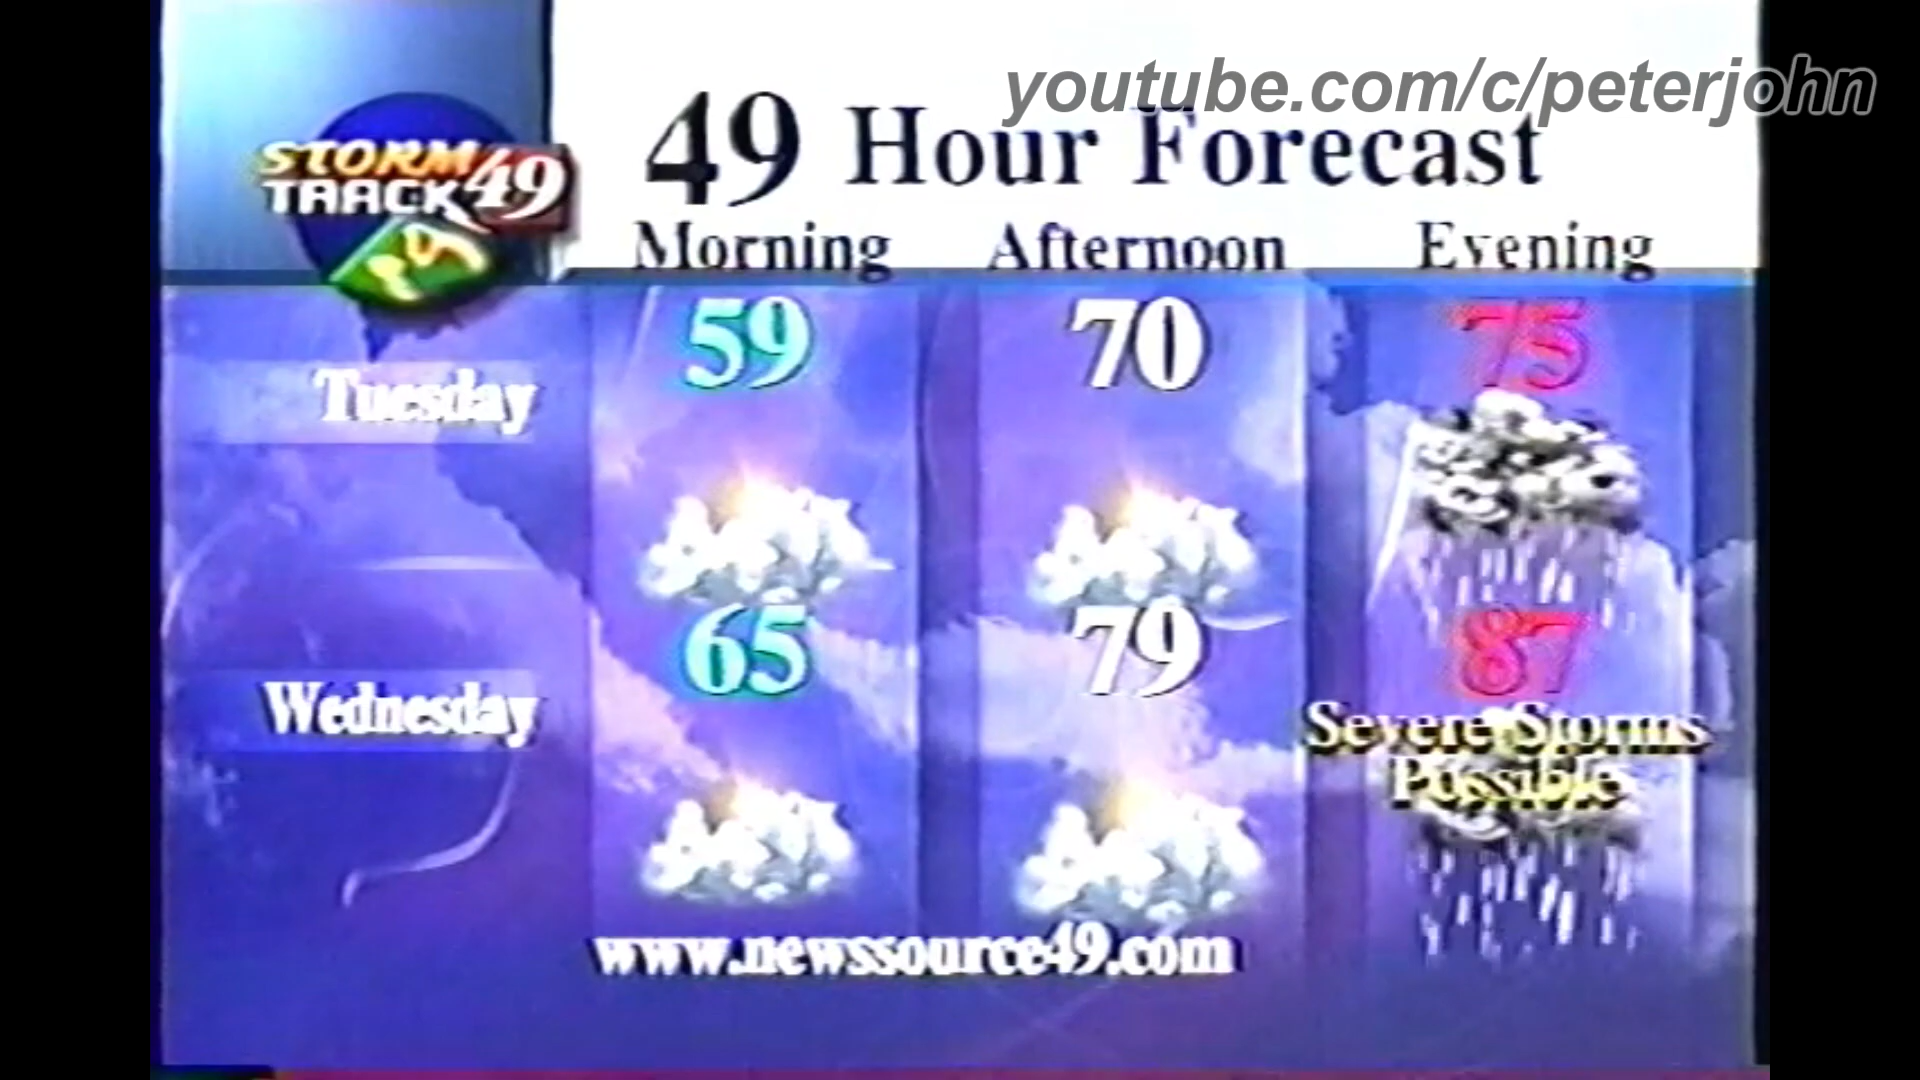 youtube.com/c/peterjohn
STORM
TRACK 49
49 Hour Forecast
Morning Afternoon Evening
59 70 75
Tuesday
65 79 87
Wednesday
Severe Storms
Possible
www.newssource49.com